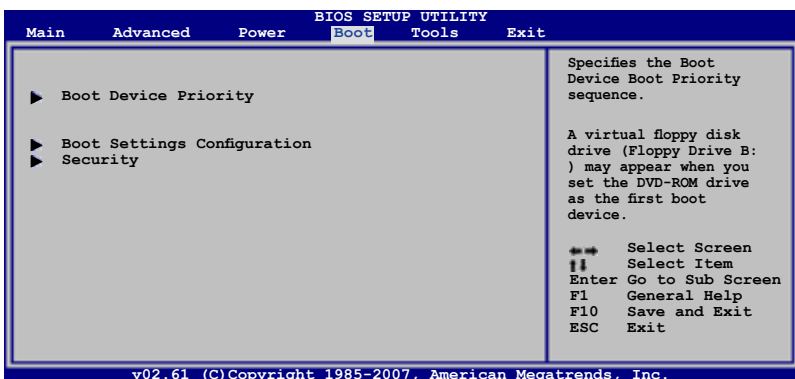 BIOS SETUP UTILITY
Main Advanced Power Boot Tools Exit
Boot Device Priority
Boot Settings Configuration
Security
Specifies the Boot
Device Boot Priority
sequence.
A virtual floppy disk
drive (Floppy Drive B:
) may appear when you
set the DVD-ROM drive
as the first boot
device.
Select Screen
Select Item
Enter Go to Sub Screen
F1 General Help
F10 Save and Exit
ESC Exit
v02.61 (C)Copyright 1985-2007, American Megatrends, Inc.